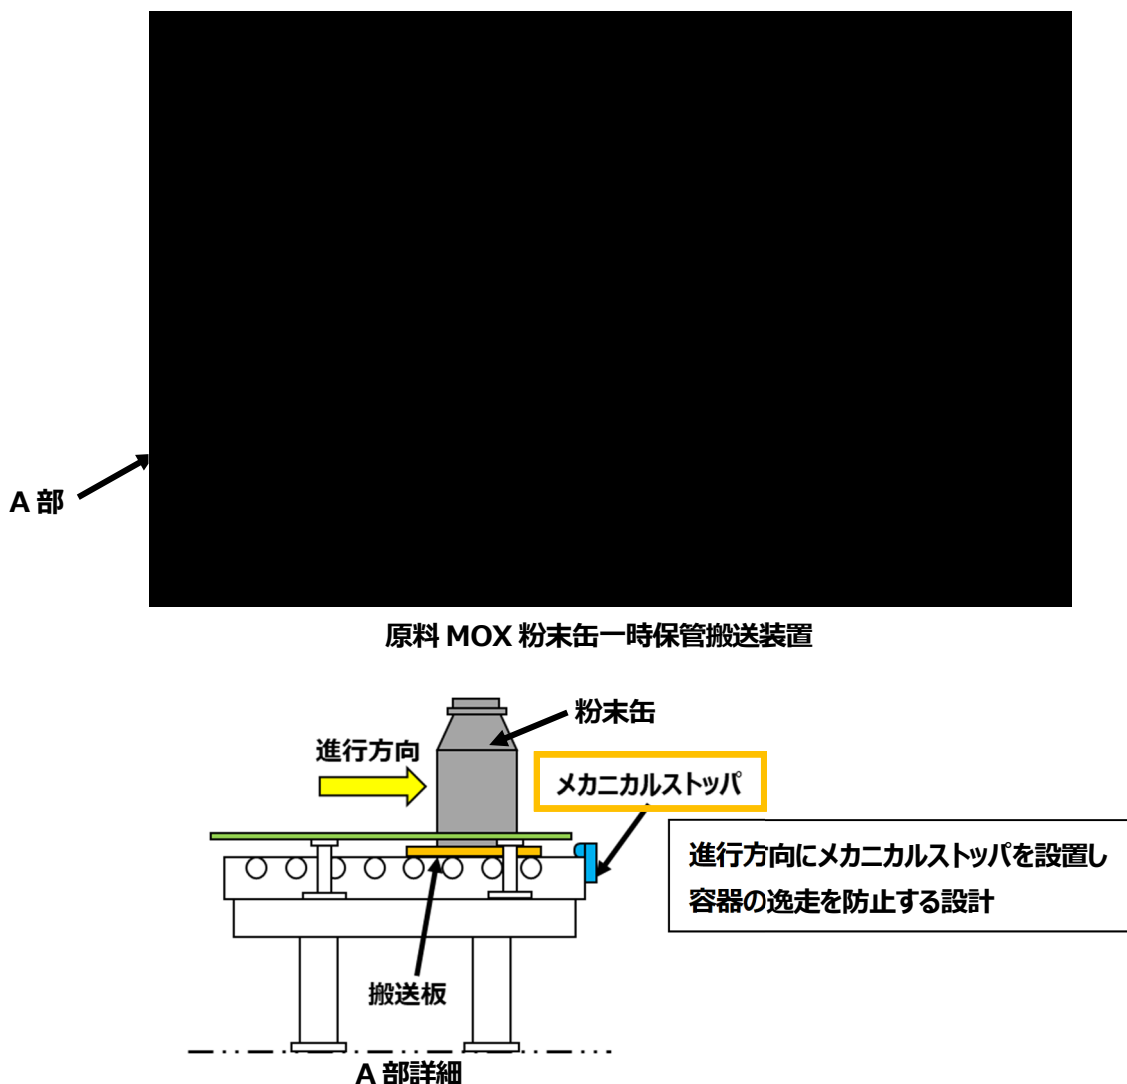 A 部
原料 MOX 粉末缶一時保管搬送装置
粉末缶
進行方向
メカニカルストッパ
進行方向にメカニカルストッパを設置し
容器の逸走を防止する設計
搬送板
A 部詳細